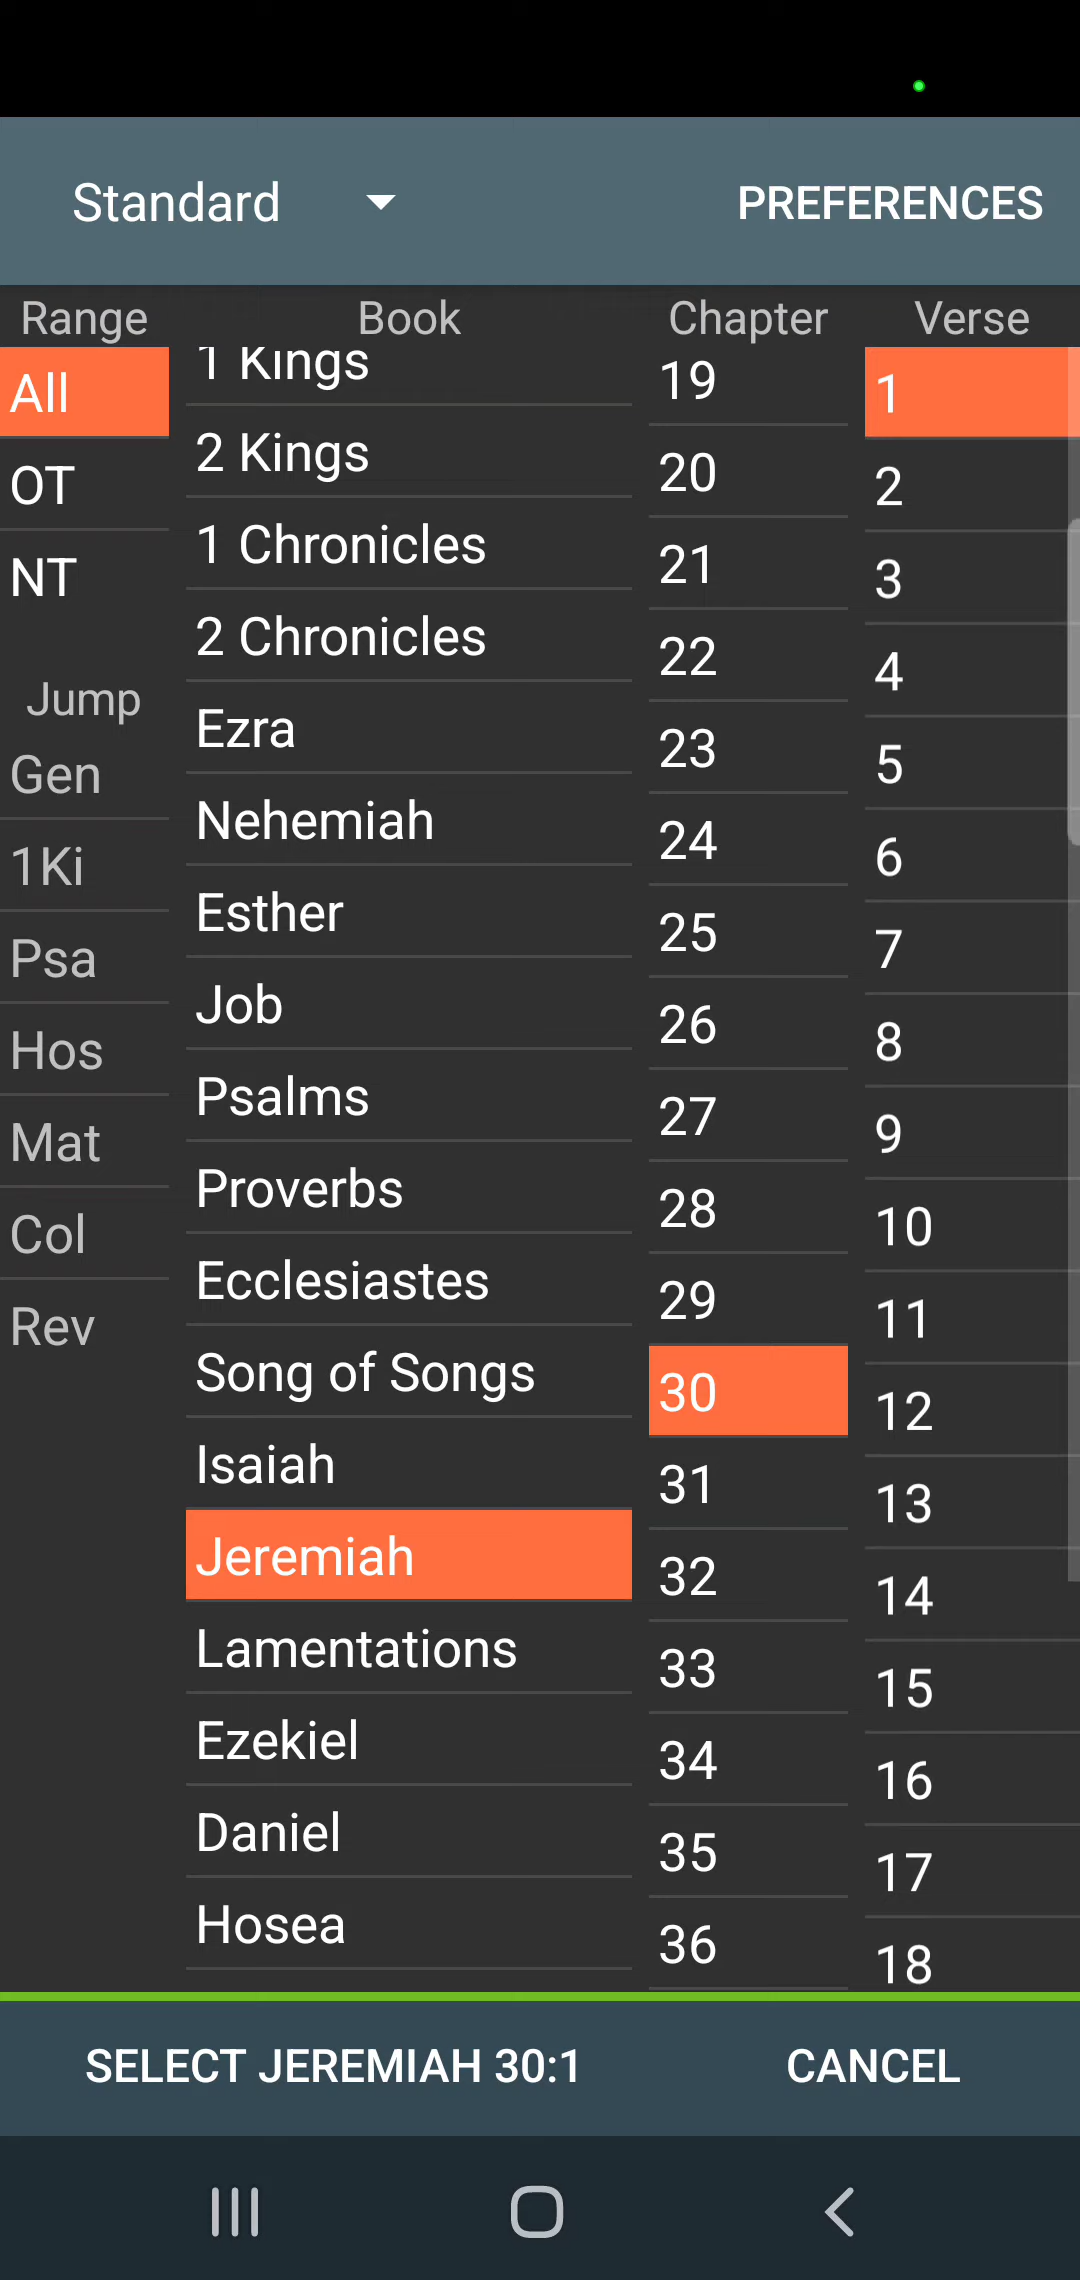 Standard
PREFERENCES
Range
Book
Chapter
Verse
All
OT
NT
Jump
Gen
1Ki
Psa
Hos
Mat
Col
Rev
1 Kings
2 Kings
1 Chronicles
2 Chronicles
Ezra
Nehemiah
Esther
Job
Psalms
Proverbs
Ecclesiastes
Song of Songs
Isaiah
Jeremiah
Lamentations
Ezekiel
Daniel
Hosea
19
20
21
22
23
24
25
26
27
28
29
30
31
32
33
34
35
36
1
2
3
4
5
6
7
8
9
10
11
12
13
14
15
16
17
18
SELECT JEREMIAH 30:1
CANCEL